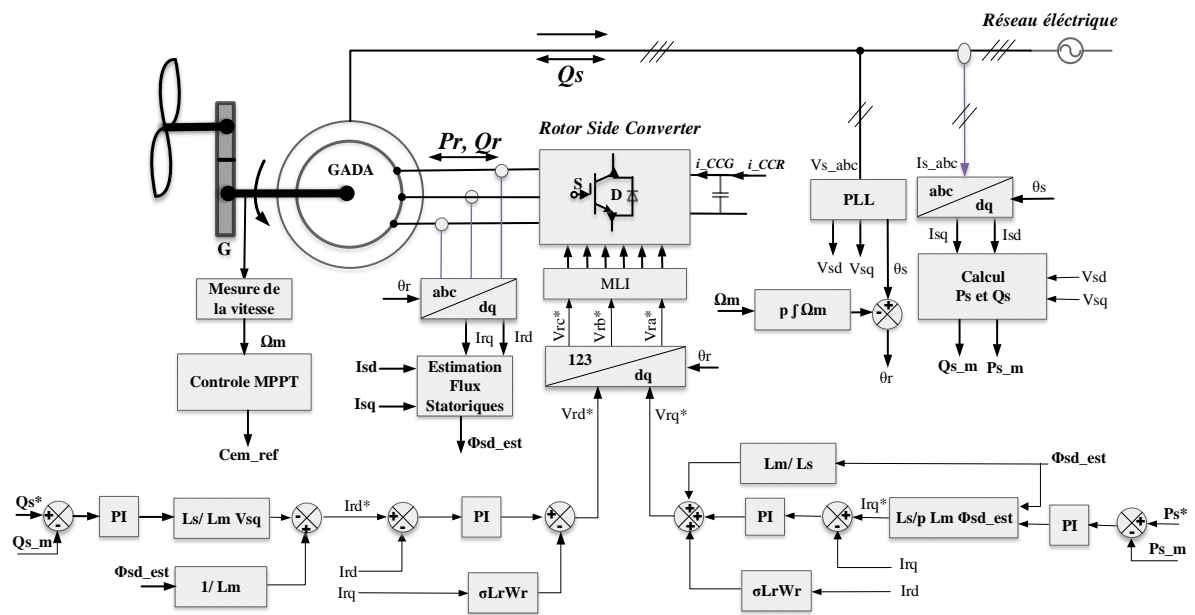 Réseau éléctrique
Qs
Rotor Side Converter
Pr, Qr
GADA
i_CCG
i_CCR
S
D
Vs_abc
Is_abc
PLL
abc
dq
θs
Isq
Isd
Vsd
Vsq
θs
Calcul
Ps et Qs
Vsd
Vsq
G
Mesure de
la vitesse
θr
abc
dq
MLI
Ωm
p ∫ Ωm
+
-
Ωm
Irq
Ird
Vrc*
Vrb*
Vra*
Qs_m
Ps_m
θr
Controle MPPT
Isd
Isq
Estimation
Flux
Statoriques
123
dq
θr
Cem_ref
Φsd_est
Vrd*
Vrq*
Lm/ Ls
Φsd_est
Qs*
+
-
PI
Ls/ Lm Vsq
-
+
Ird*
+
-
PI
+
-
+
+
+
PI
-
+
Irq*
Ls/p Lm Φsd_est
PI
+
-
Ps*
Qs_m
Ps_m
Φsd_est
1/ Lm
Ird
Irq
σLrWr
σLrWr
Irq
Ird